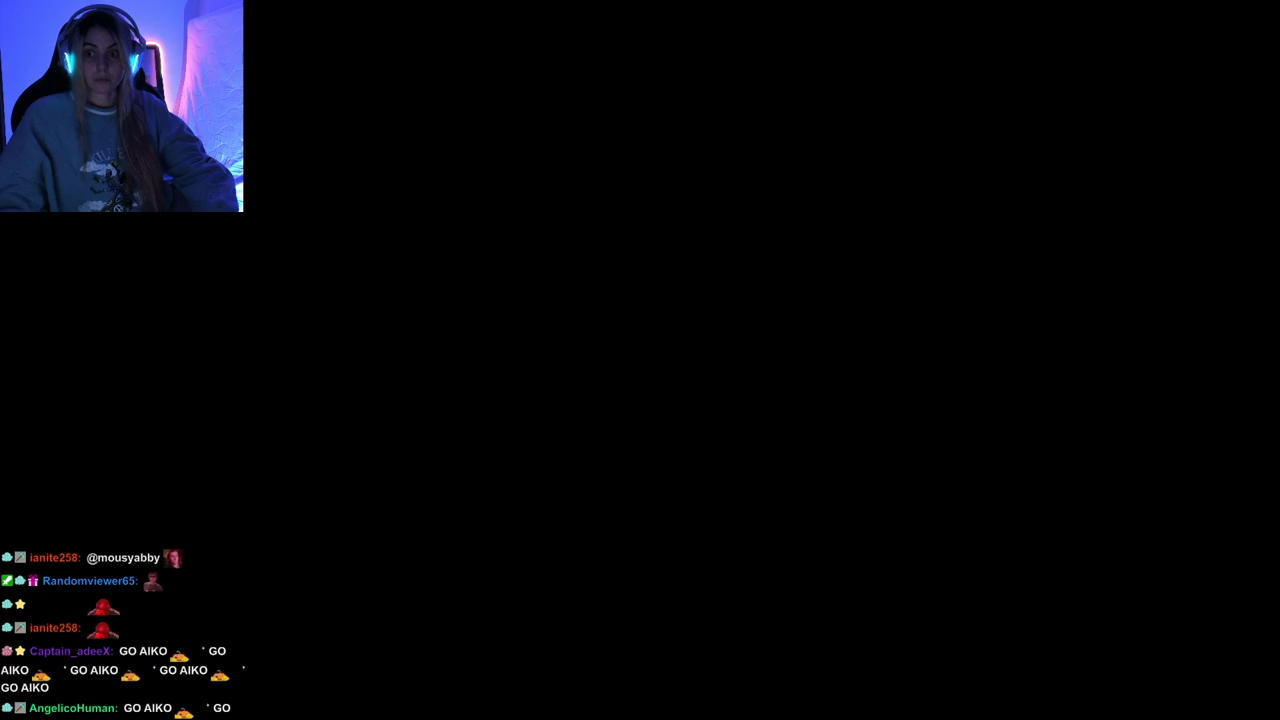 ianite258: @mousyabby
Randomviewer65:
ianite258:
Captain_adeeX: GO AIKO GO
AIKO GO AIKO GO AIKO
GO AIKO
AngelicoHuman: GO AIKO GO